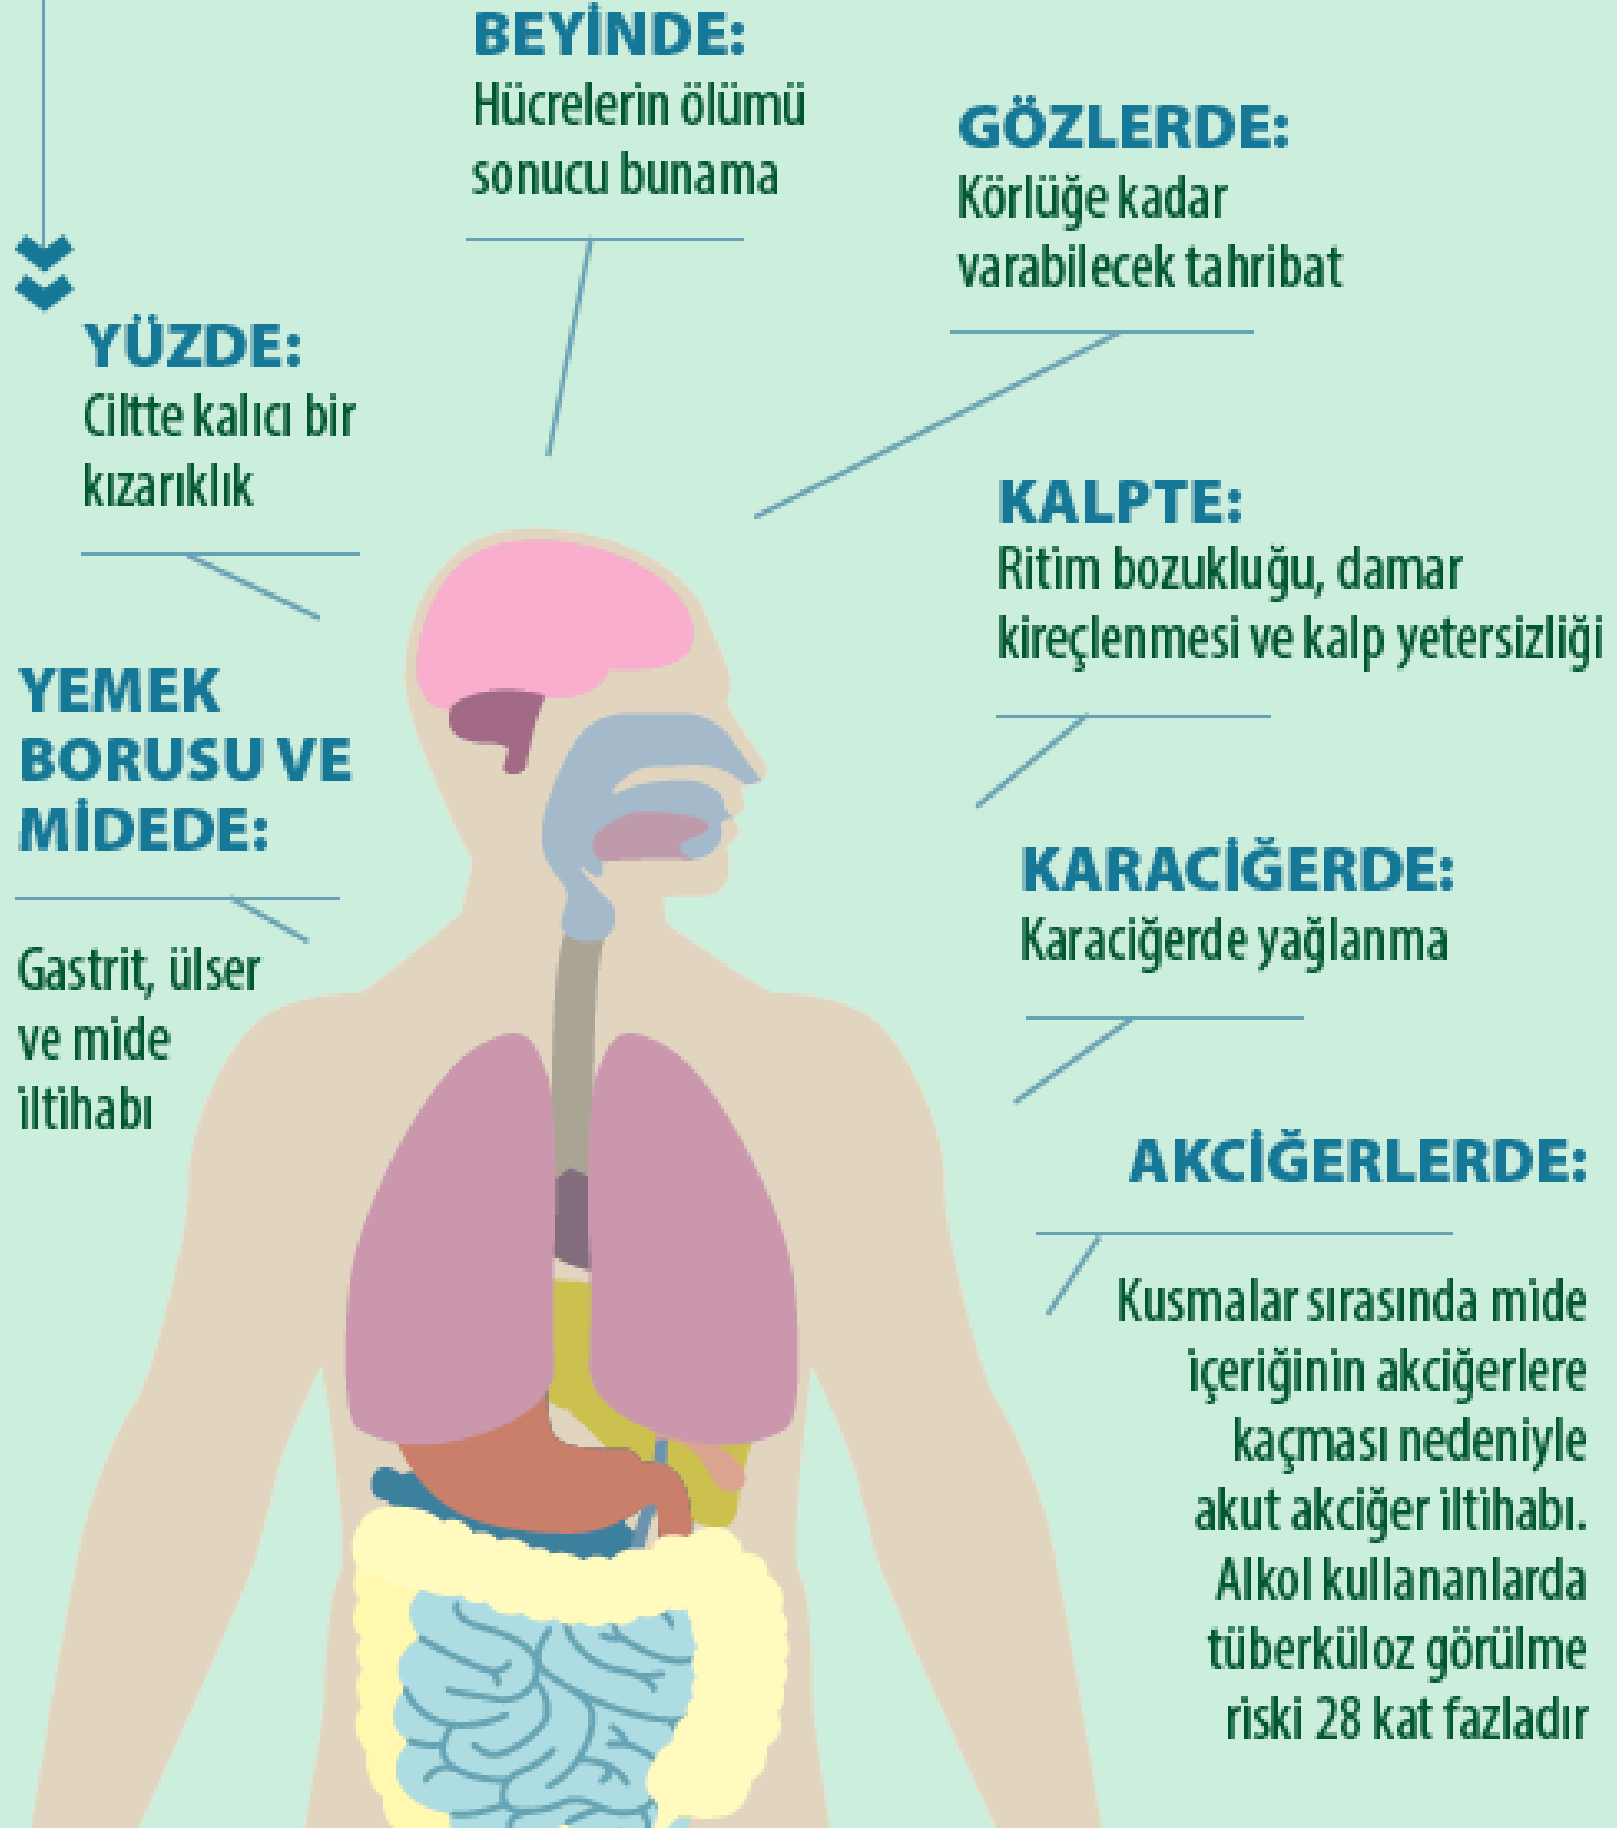 BEYİNDE:
Hücrelerin ölümü
sonucu bunama
GÖZLERDE:
Körlüğe kadar
varabilecek tahribat
YÜZDE:
Ciltte kalıcı bir
kızarıklık
KALPTE:
Ritim bozukluğu, damar
kireçlenmesi ve kalp yetersizliği
YEMEK
BORUSU VE
MİDEDE:
Gastrit, ülser
ve mide
iltihabı
KARACİĞERDE:
Karaciğerde yağlanma
AKCİĞERLERDE:
Kusmalar sırasında mide
içeriğinin akciğerlere
kaçması nedeniyle
akut akciğer iltihabı.
Alkol kullananlarda
tüberküloz görülme
riski 28 kat fazladır